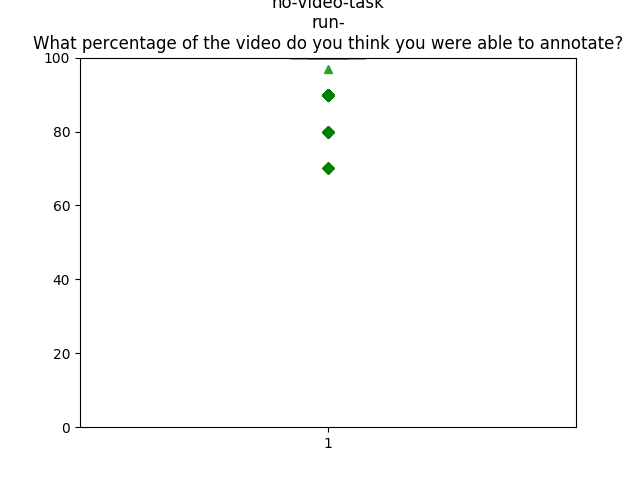 no-video-task
run-
What percentage of the video do you think you were able to annotate?
100
80
60
40
20
0
1